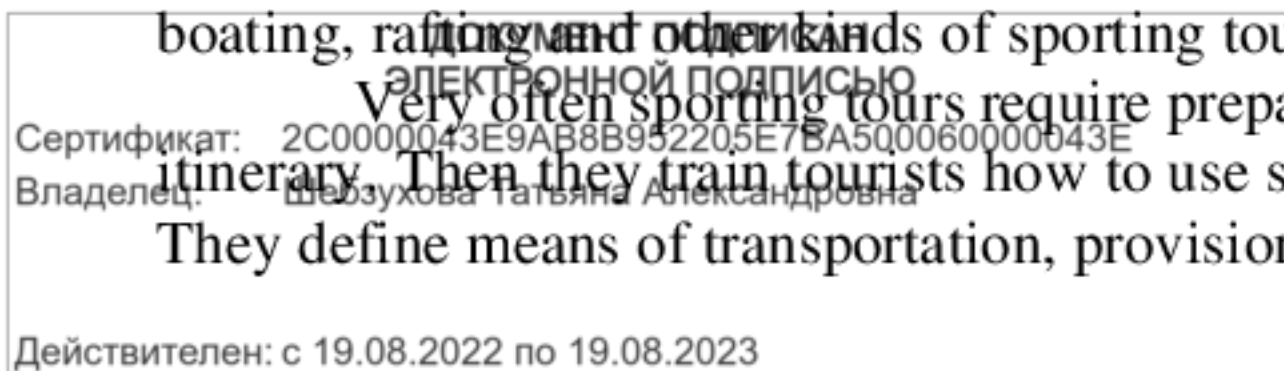 boating, rafting and other kinds of sporting tou
ДОКУМЕНТ ПОДПИСАН
ЭЛЕКТРОННОЙ ПОДПИСЬЮ
Very often sporting tours require prepa
Сертификат: 2C0000043E9AB8B952205E7BA500060000043E
itinerary. Then they train tourists how to use s
Владелец: Шебзухова Татьяна Александровна
They define means of transportation, provision
Действителен: с 19.08.2022 по 19.08.2023